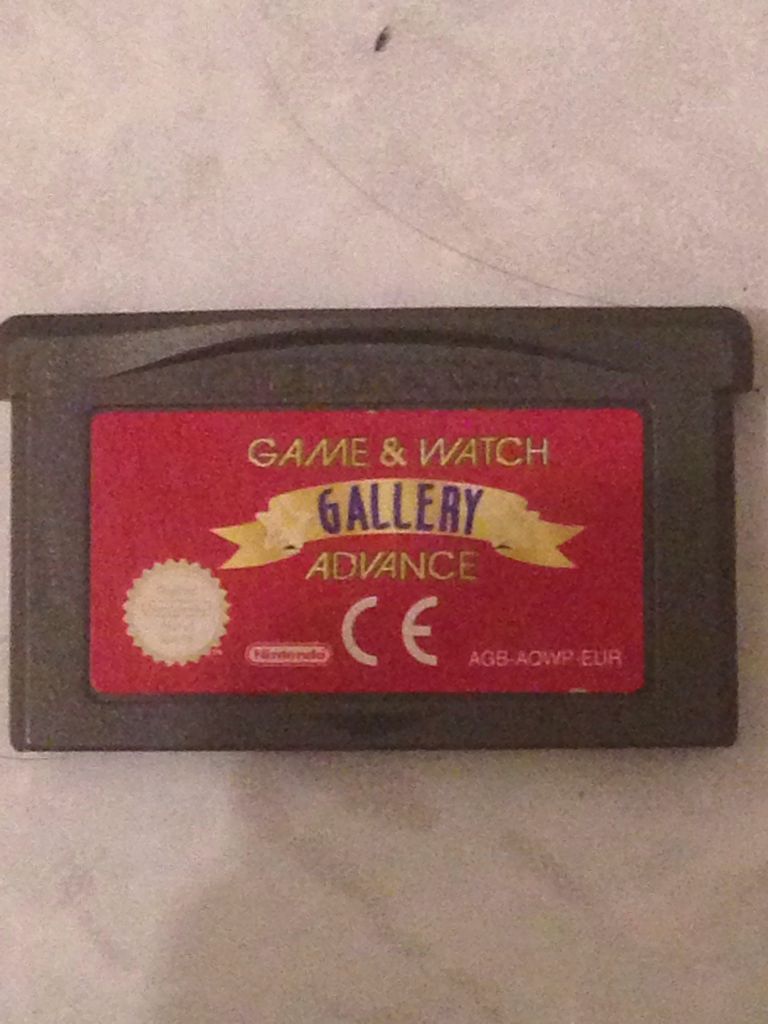 GAME & WATCH
GALLERY
ADVANCE
Nintendo
CE
AGB-AQWP-EUR